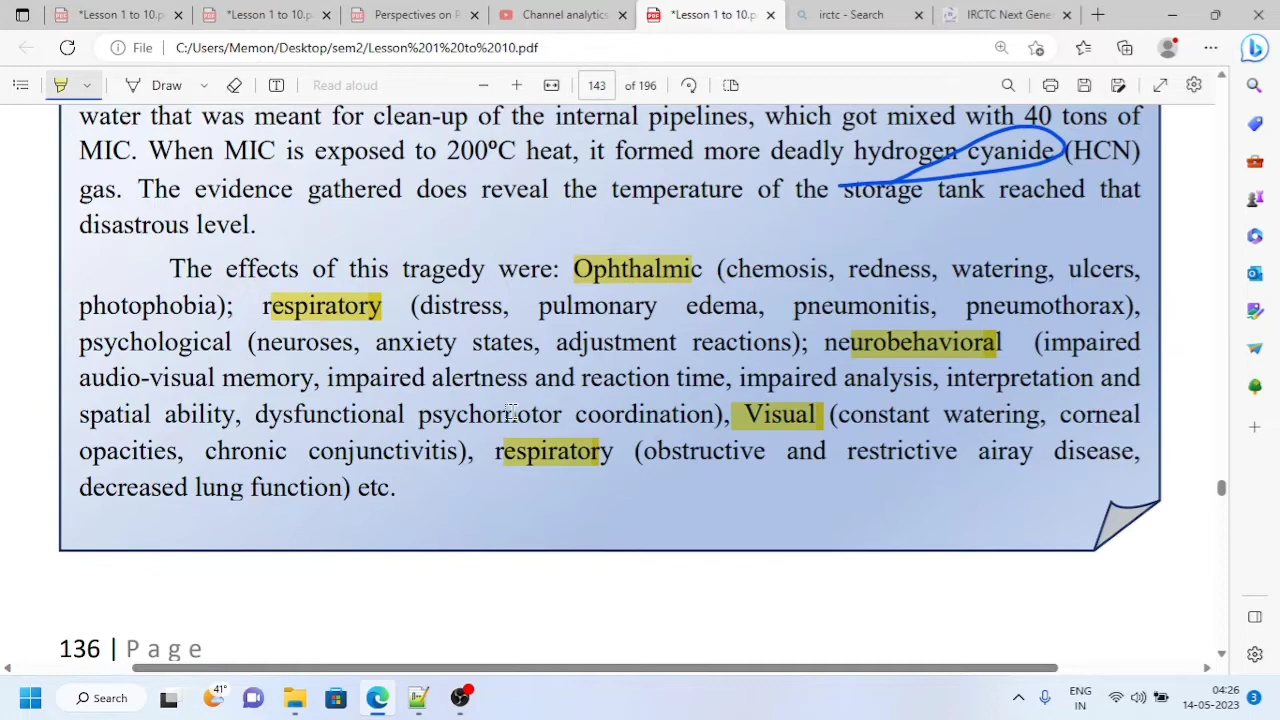 *Lesson 1 to 10.p
*Lesson 1 to 10.p
Perspectives on P
Channel analytics
*Lesson 1 to 10.p
irctc - Search
IRCTC Next Gene
File
C:/Users/Memon/Desktop/sem2/Lesson%201%20to%2010.pdf
Draw
Read aloud
143
of 196
water that was meant for clean-up of the internal pipelines, which got mixed with 40 tons of
MIC. When MIC is exposed to 200°C heat, it formed more deadly hydrogen cyanide (HCN)
gas. The evidence gathered does reveal the temperature of the storage tank reached that
disastrous level.
The effects of this tragedy were: Ophthalmic (chemosis, redness, watering, ulcers,
photophobia); respiratory (distress, pulmonary edema, pneumonitis, pneumothorax),
psychological (neuroses, anxiety states, adjustment reactions); neurobehavioral (impaired
audio-visual memory, impaired alertness and reaction time, impaired analysis, interpretation and
spatial ability, dysfunctional psychomotor coordination), Visual (constant watering, corneal
opacities, chronic conjunctivitis), respiratory (obstructive and restrictive airay disease,
decreased lung function) etc.
136 | Page
Search
41°
ENG
IN
04:26
14-05-2023
3